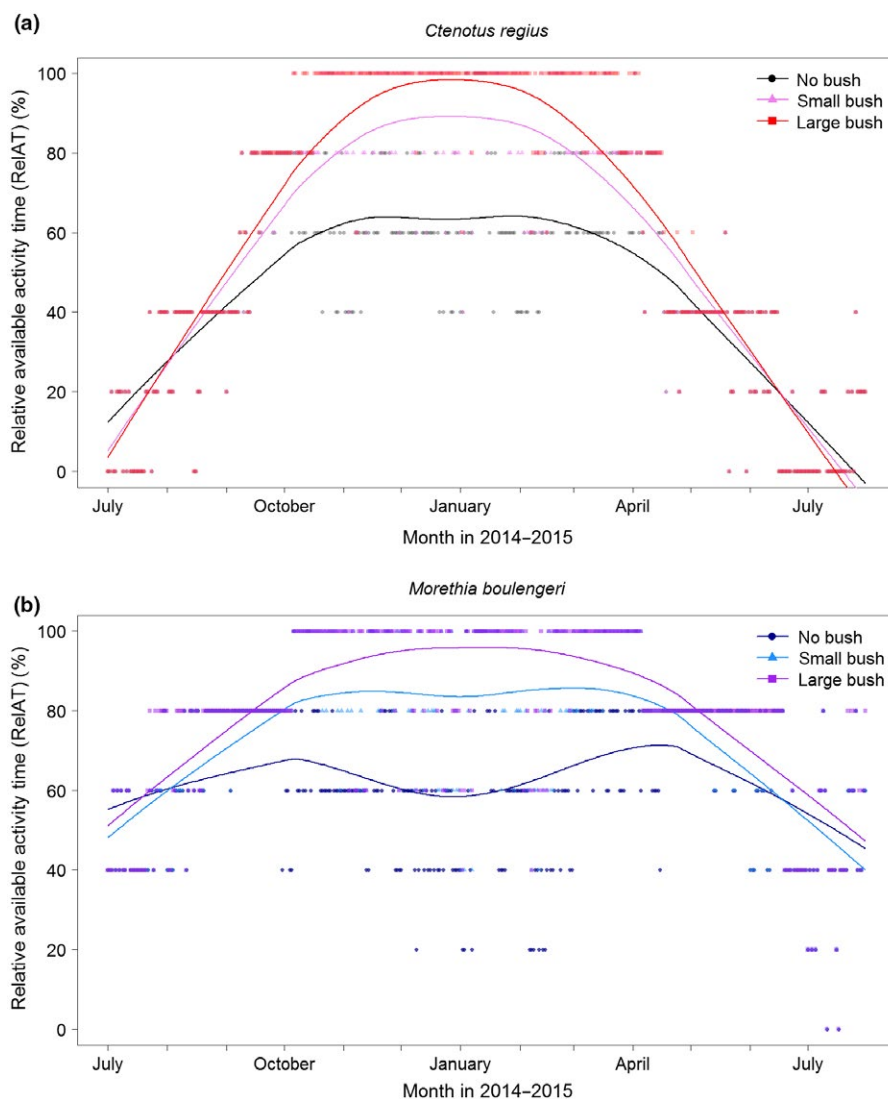 (a)
Ctenotus regius
Relative available activity time (RelAT) (%)
100
80
60
40
20
0
No bush
Small bush
Large bush
July
October
January
April
July
Month in 2014–2015
(b)
Morethia boulengeri
Relative available activity time (RelAT) (%)
100
80
60
40
20
0
No bush
Small bush
Large bush
July
October
January
April
July
Month in 2014–2015